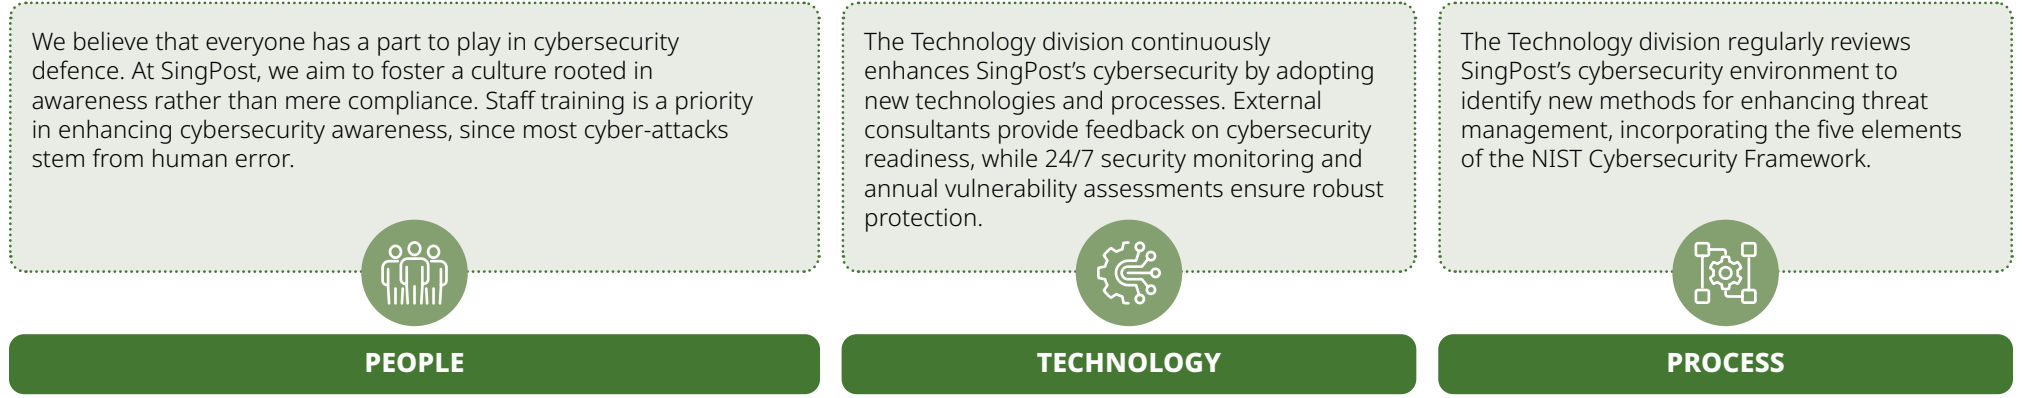 We believe that everyone has a part to play in cybersecurity
defence. At SingPost, we aim to foster a culture rooted in
awareness rather than mere compliance. Staff training is a priority
in enhancing cybersecurity awareness, since most cyber-attacks
stem from human error.
PEOPLE
The Technology division continuously
enhances SingPost’s cybersecurity by adopting
new technologies and processes. External
consultants provide feedback on cybersecurity
readiness, while 24/7 security monitoring and
annual vulnerability assessments ensure robust
protection.
TECHNOLOGY
The Technology division regularly reviews
SingPost’s cybersecurity environment to
identify new methods for enhancing threat
management, incorporating the five elements
of the NIST Cybersecurity Framework.
PROCESS